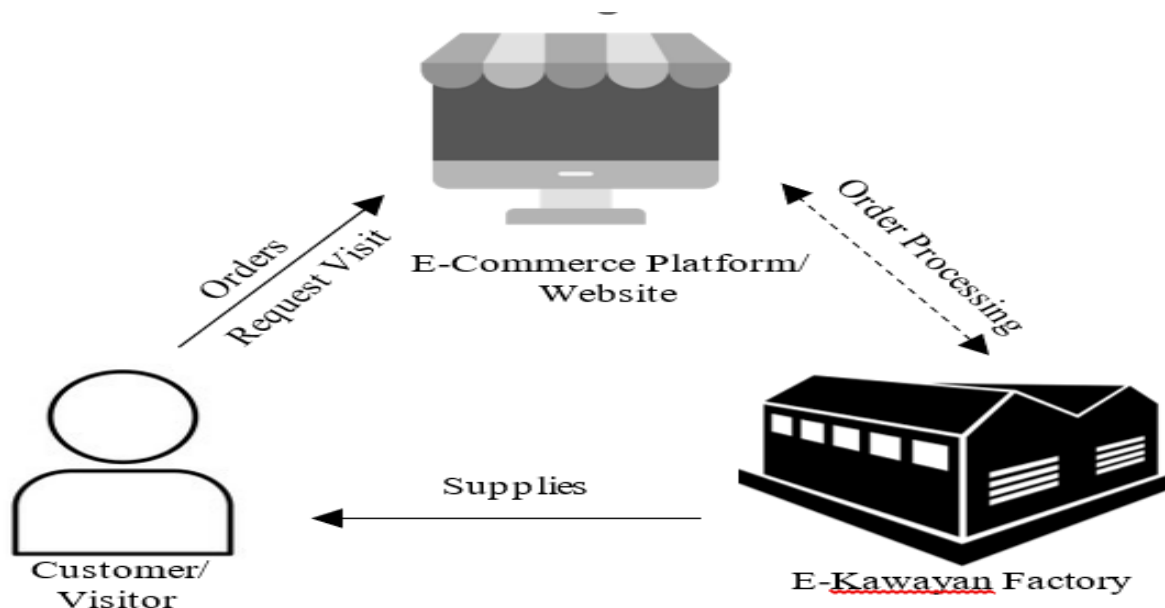 Orders
Request Visit
E-Commerce Platform/
Website
Order Processing
Supplies
Customer/
Visitor
E-Kawayan Factory